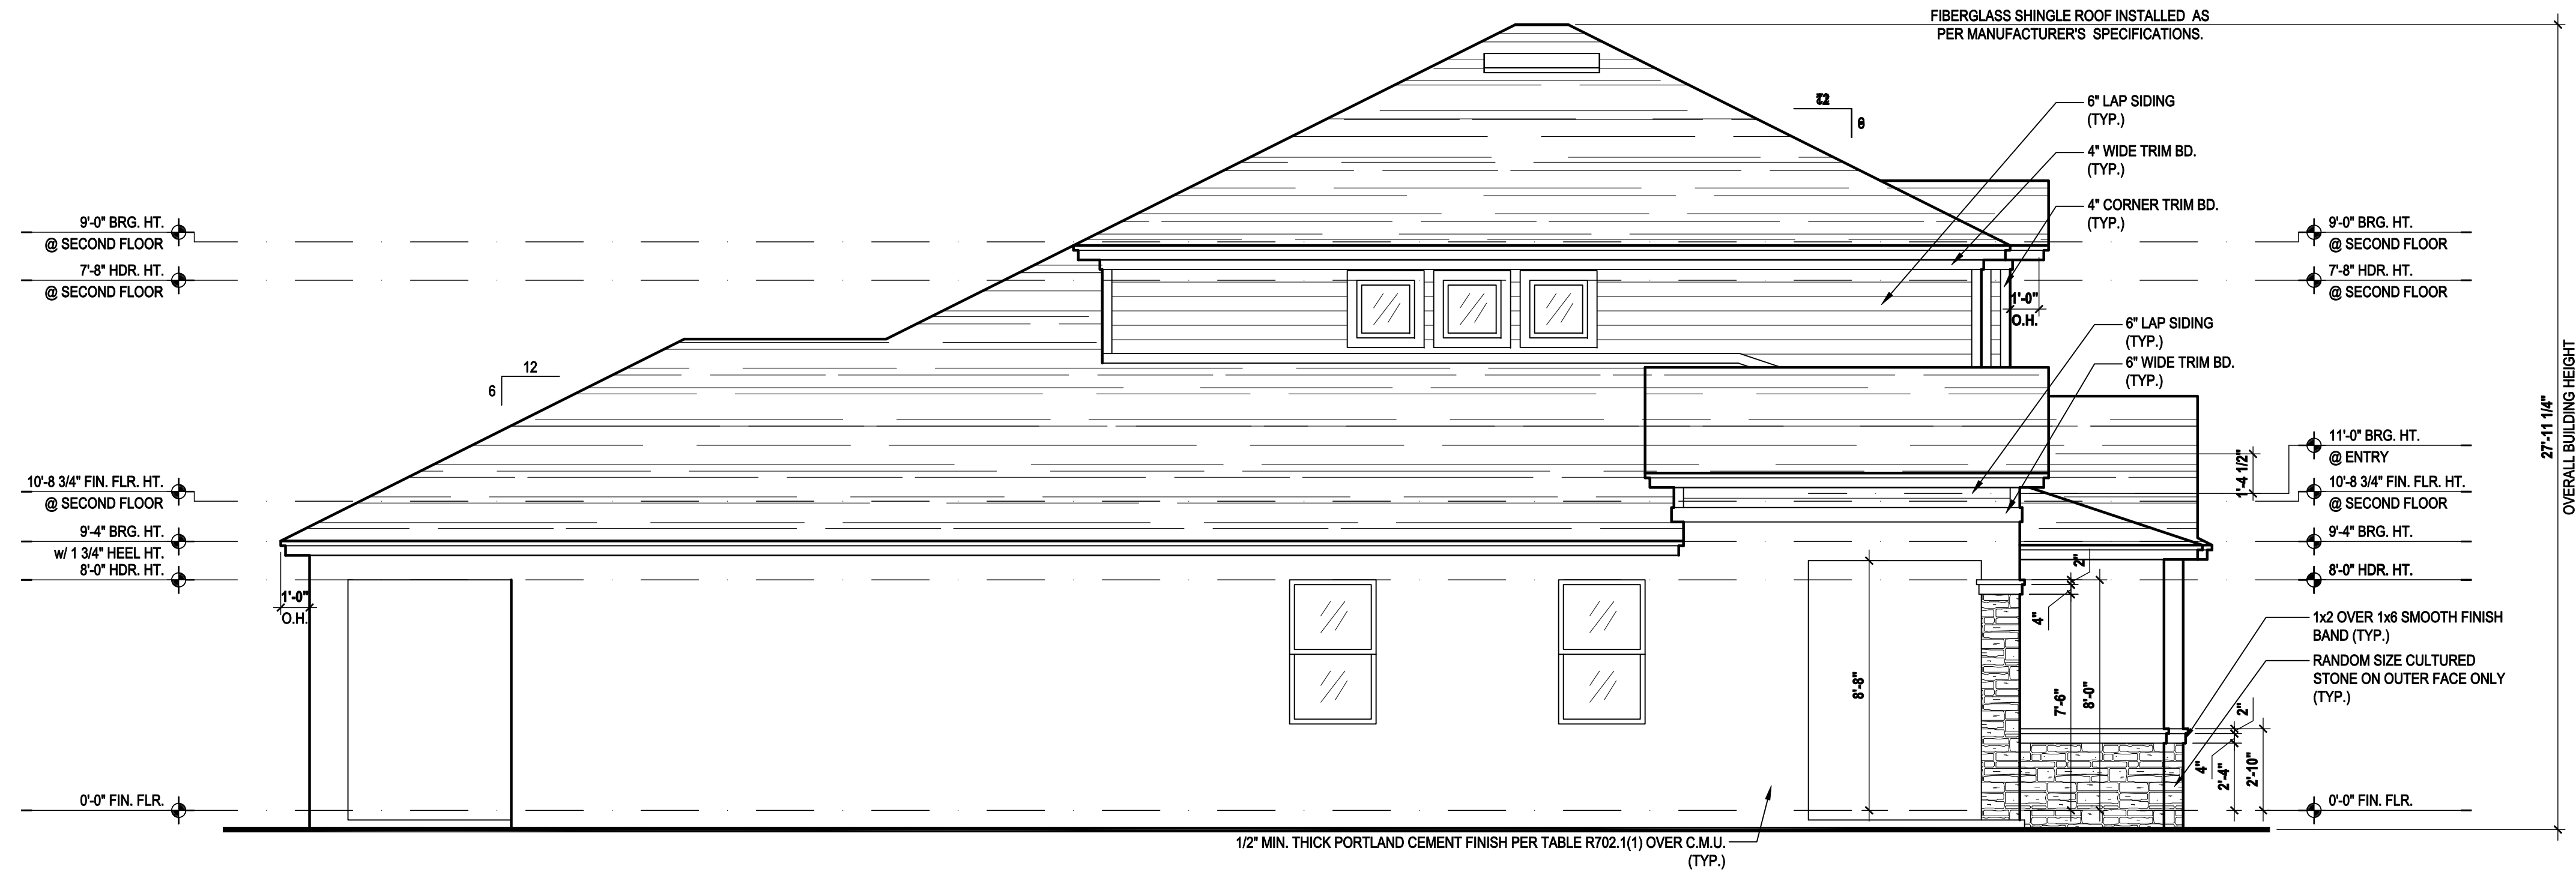 FIBERGLASS SHINGLE ROOF INSTALLED AS
PER MANUFACTURER'S SPECIFICATIONS.
6" LAP SIDING
(TYP.)
4" WIDE TRIM BD.
(TYP.)
4" CORNER TRIM BD.
(TYP.)
9'-0" BRG. HT.
@ SECOND FLOOR
7'-8" HDR. HT.
@ SECOND FLOOR
12
6
10'-8 3/4" FIN. FLR. HT.
@ SECOND FLOOR
9'-4" BRG. HT.
w/ 1 3/4" HEEL HT.
8'-0" HDR. HT.
1'-0"
O.H.
0'-0" FIN. FLR.
9'-0" BRG. HT.
@ SECOND FLOOR
7'-8" HDR. HT.
@ SECOND FLOOR
1'-0"
O.H.
6" LAP SIDING
(TYP.)
6" WIDE TRIM BD.
(TYP.)
27'-11 1/4"
OVERALL BUILDING HEIGHT
11'-0" BRG. HT.
@ ENTRY
1'-4 1/2"
10'-8 3/4" FIN. FLR. HT.
@ SECOND FLOOR
9'-4" BRG. HT.
8'-0" HDR. HT.
2"
4"
8'-8"
7'-6"
8'-0"
1x2 OVER 1x6 SMOOTH FINISH
BAND (TYP.)
RANDOM SIZE CULTURED
STONE ON OUTER FACE ONLY
(TYP.)
2"
4"
2'-4"
2'-10"
0'-0" FIN. FLR.
1/2" MIN. THICK PORTLAND CEMENT FINISH PER TABLE R702.1(1) OVER C.M.U.
(TYP.)